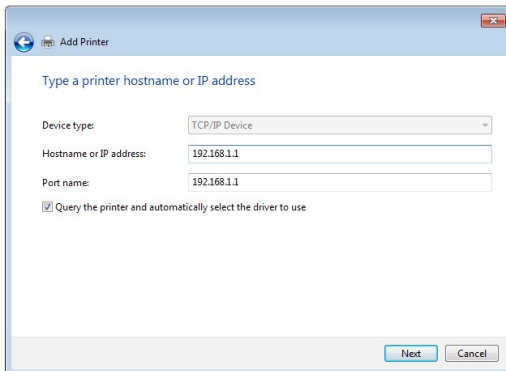 Add Printer
Type a printer hostname or IP address
Device type: TCP/IP Device
Hostname or IP address: 192.168.1.1
Port name: 192.168.1.1
Query the printer and automatically select the driver to use
Next Cancel